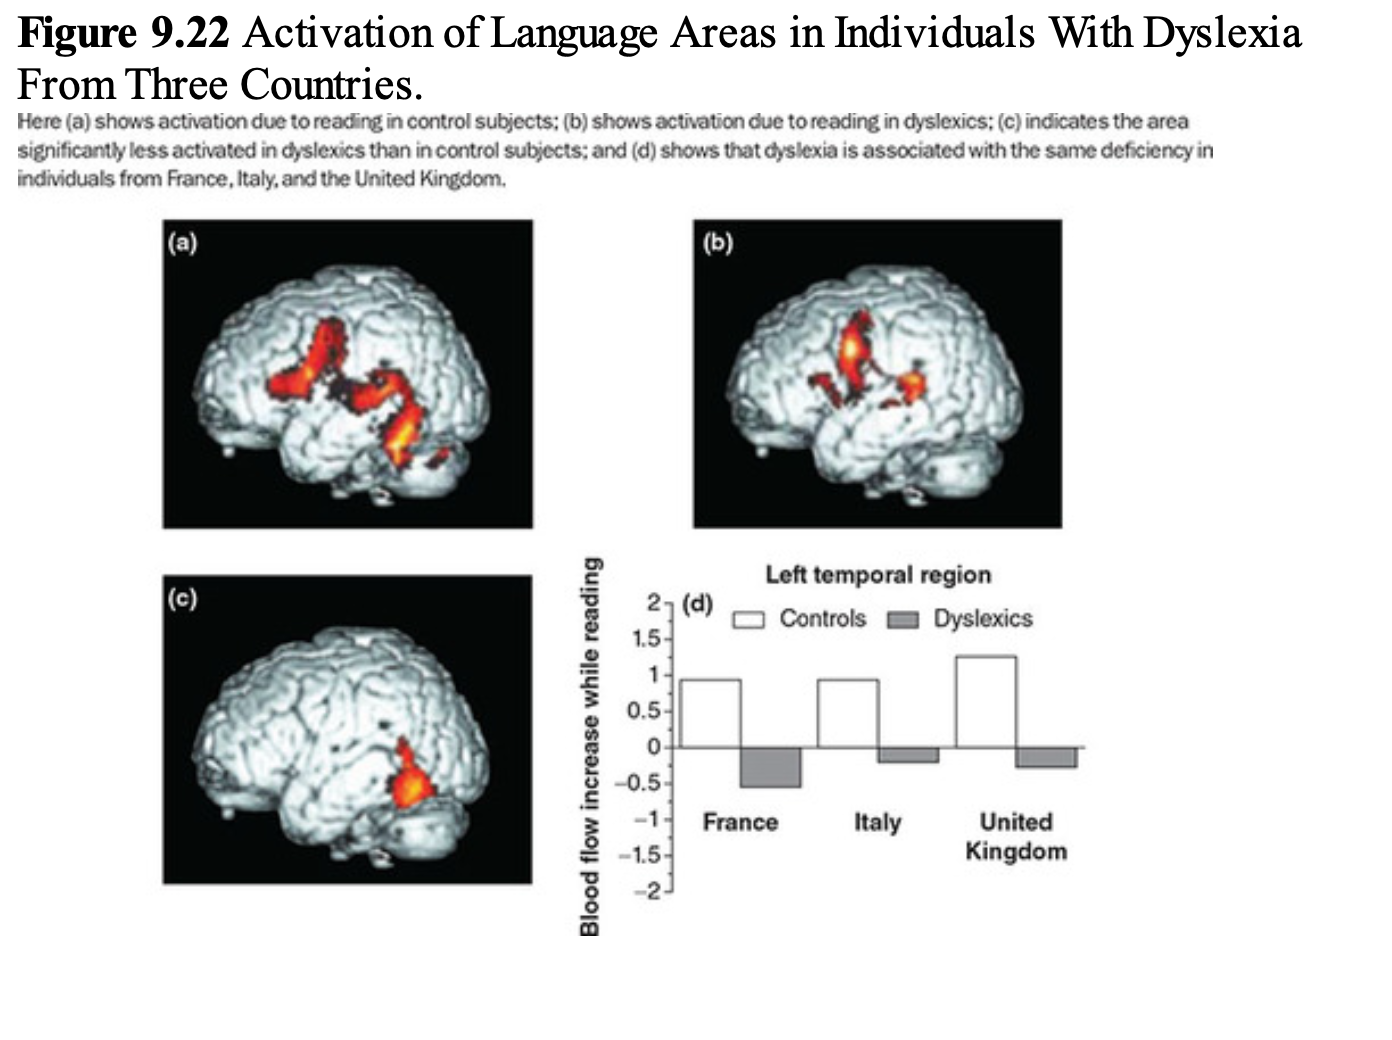 Figure 9.22 Activation of Language Areas in Individuals With Dyslexia
From Three Countries.
Here (a) shows activation due to reading in control subjects; (b) shows activation due to reading in dyslexics; (c) indicates the area
significantly less activated in dyslexics than in control subjects; and (d) shows that dyslexia is associated with the same deficiency in
individuals from France, Italy, and the United Kingdom.
(a)
(b)
(c)
Left temporal region
(d)
Controls
Dyslexics
Blood flow increase while reading
2
1.5
1
0.5
0
−0.5
−1
−1.5
−2
France
Italy
United
Kingdom